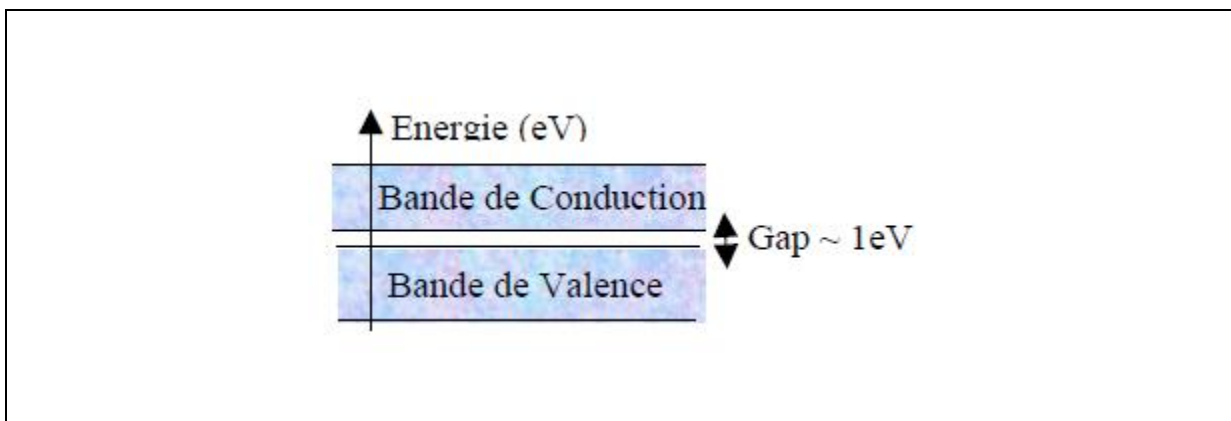 Energie (eV)
Bande de Conduction
Gap ~ 1eV
Bande de Valence